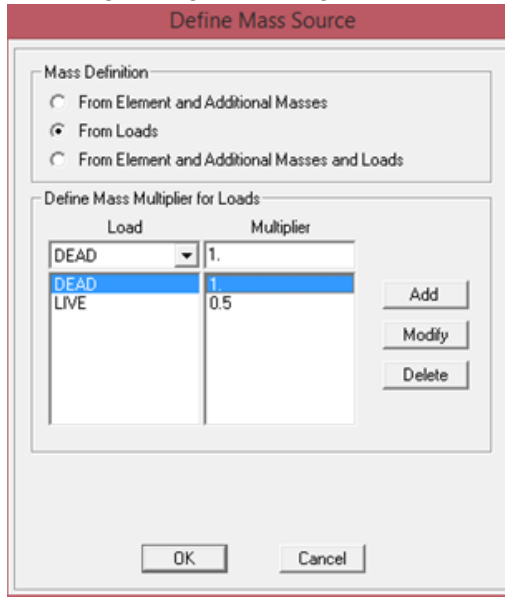 Define Mass Source
Mass Definition
From Element and Additional Masses
From Loads
From Element and Additional Masses and Loads
Define Mass Multiplier for Loads
Load Multiplier
DEAD 1.
DEAD 1.
LIVE 0.5
Add
Modify
Delete
OK Cancel